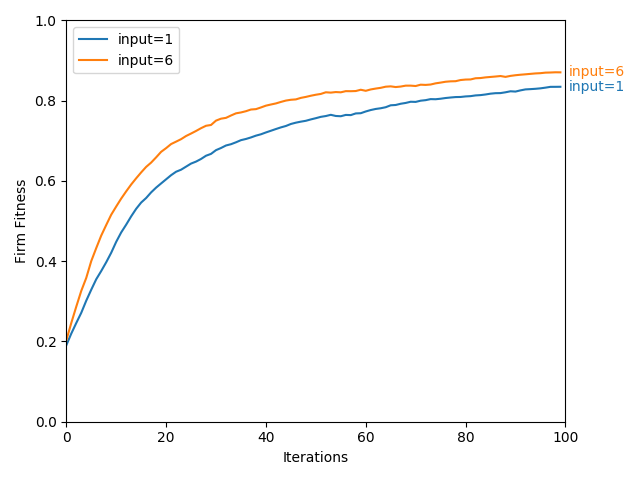 1.0
0.8
0.6
0.4
0.2
0.0
Firm Fitness
input=1
input=6
input=6
input=1
0 20 40 60 80 100
Iterations